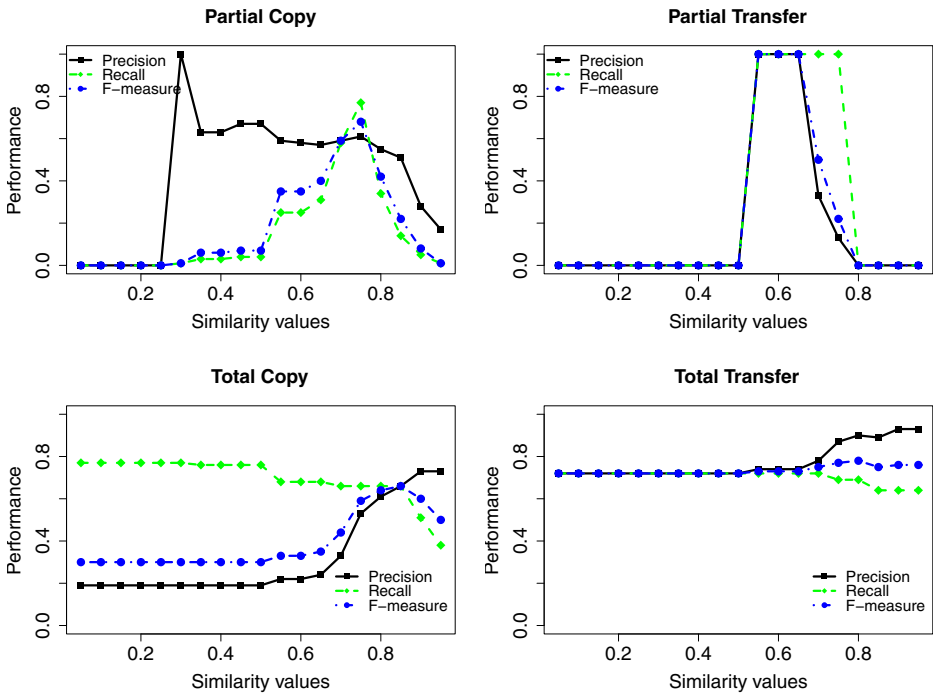 Partial Copy
Performance
0.0 0.4 0.8
Precision
Recall
F−measure
0.2 0.4 0.6 0.8
Similarity values
Partial Transfer
Performance
0.0 0.4 0.8
Precision
Recall
F−measure
0.2 0.4 0.6 0.8
Similarity values
Total Copy
Performance
0.0 0.4 0.8
Precision
Recall
F−measure
0.2 0.4 0.6 0.8
Similarity values
Total Transfer
Performance
0.0 0.4 0.8
Precision
Recall
F−measure
0.2 0.4 0.6 0.8
Similarity values